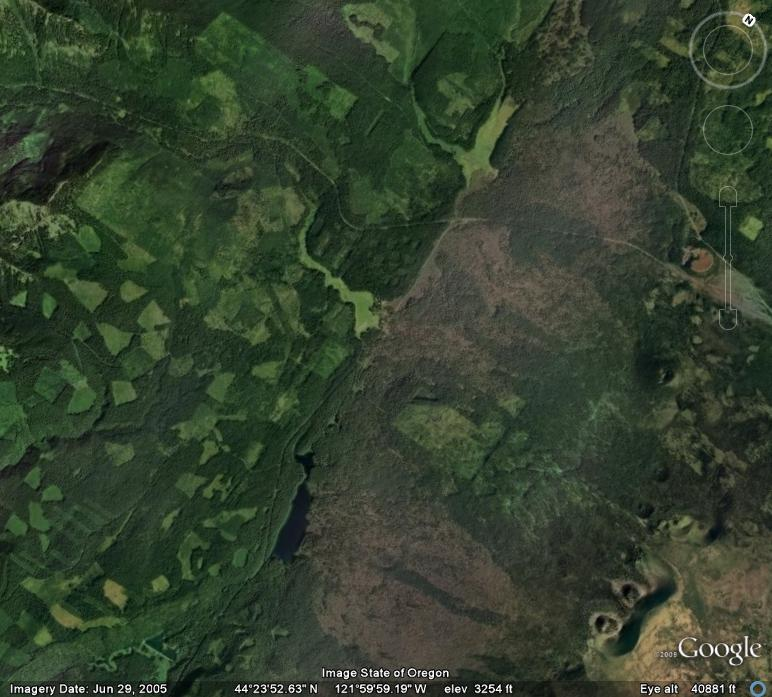 N
©2009 Google
Image State of Oregon
Imagery Date: Jun 29, 2005 44°23'52.63" N 121°59'59.19" W elev 3254 ft Eye alt 40881 ft